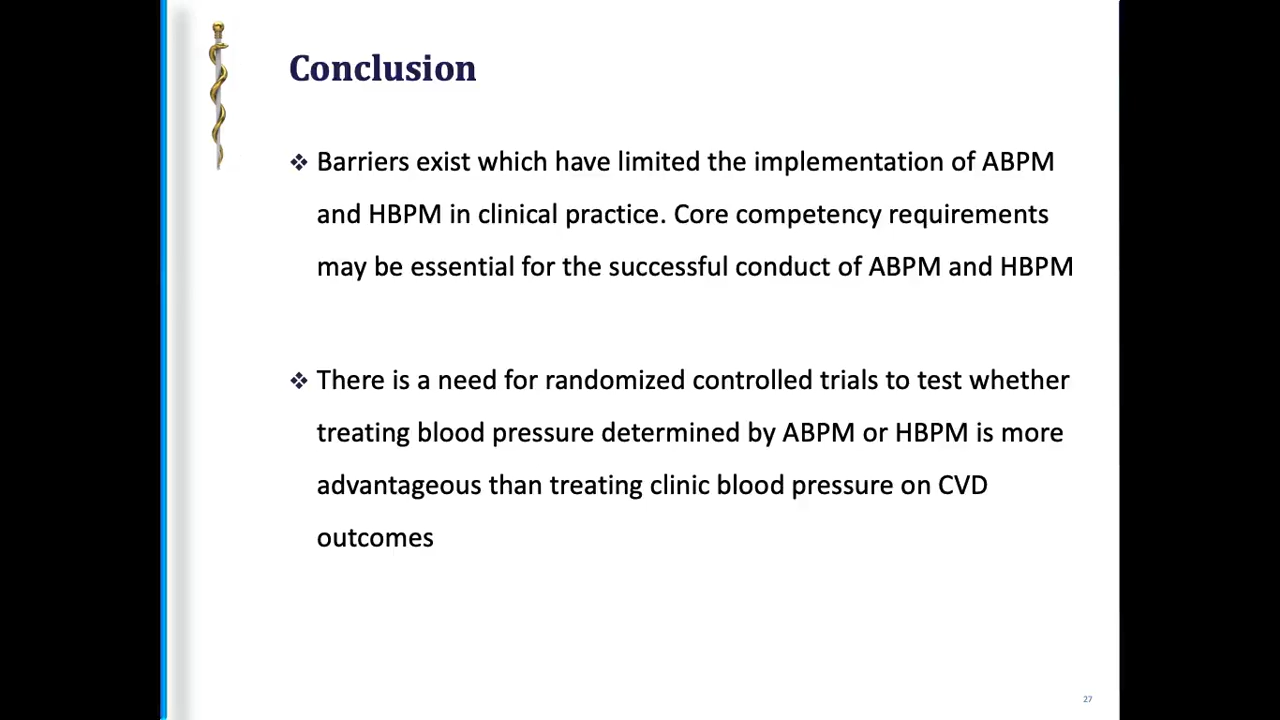 Conclusion
❖ Barriers exist which have limited the implementation of ABPM
and HBPM in clinical practice. Core competency requirements
may be essential for the successful conduct of ABPM and HBPM
❖ There is a need for randomized controlled trials to test whether
treating blood pressure determined by ABPM or HBPM is more
advantageous than treating clinic blood pressure on CVD
outcomes
27